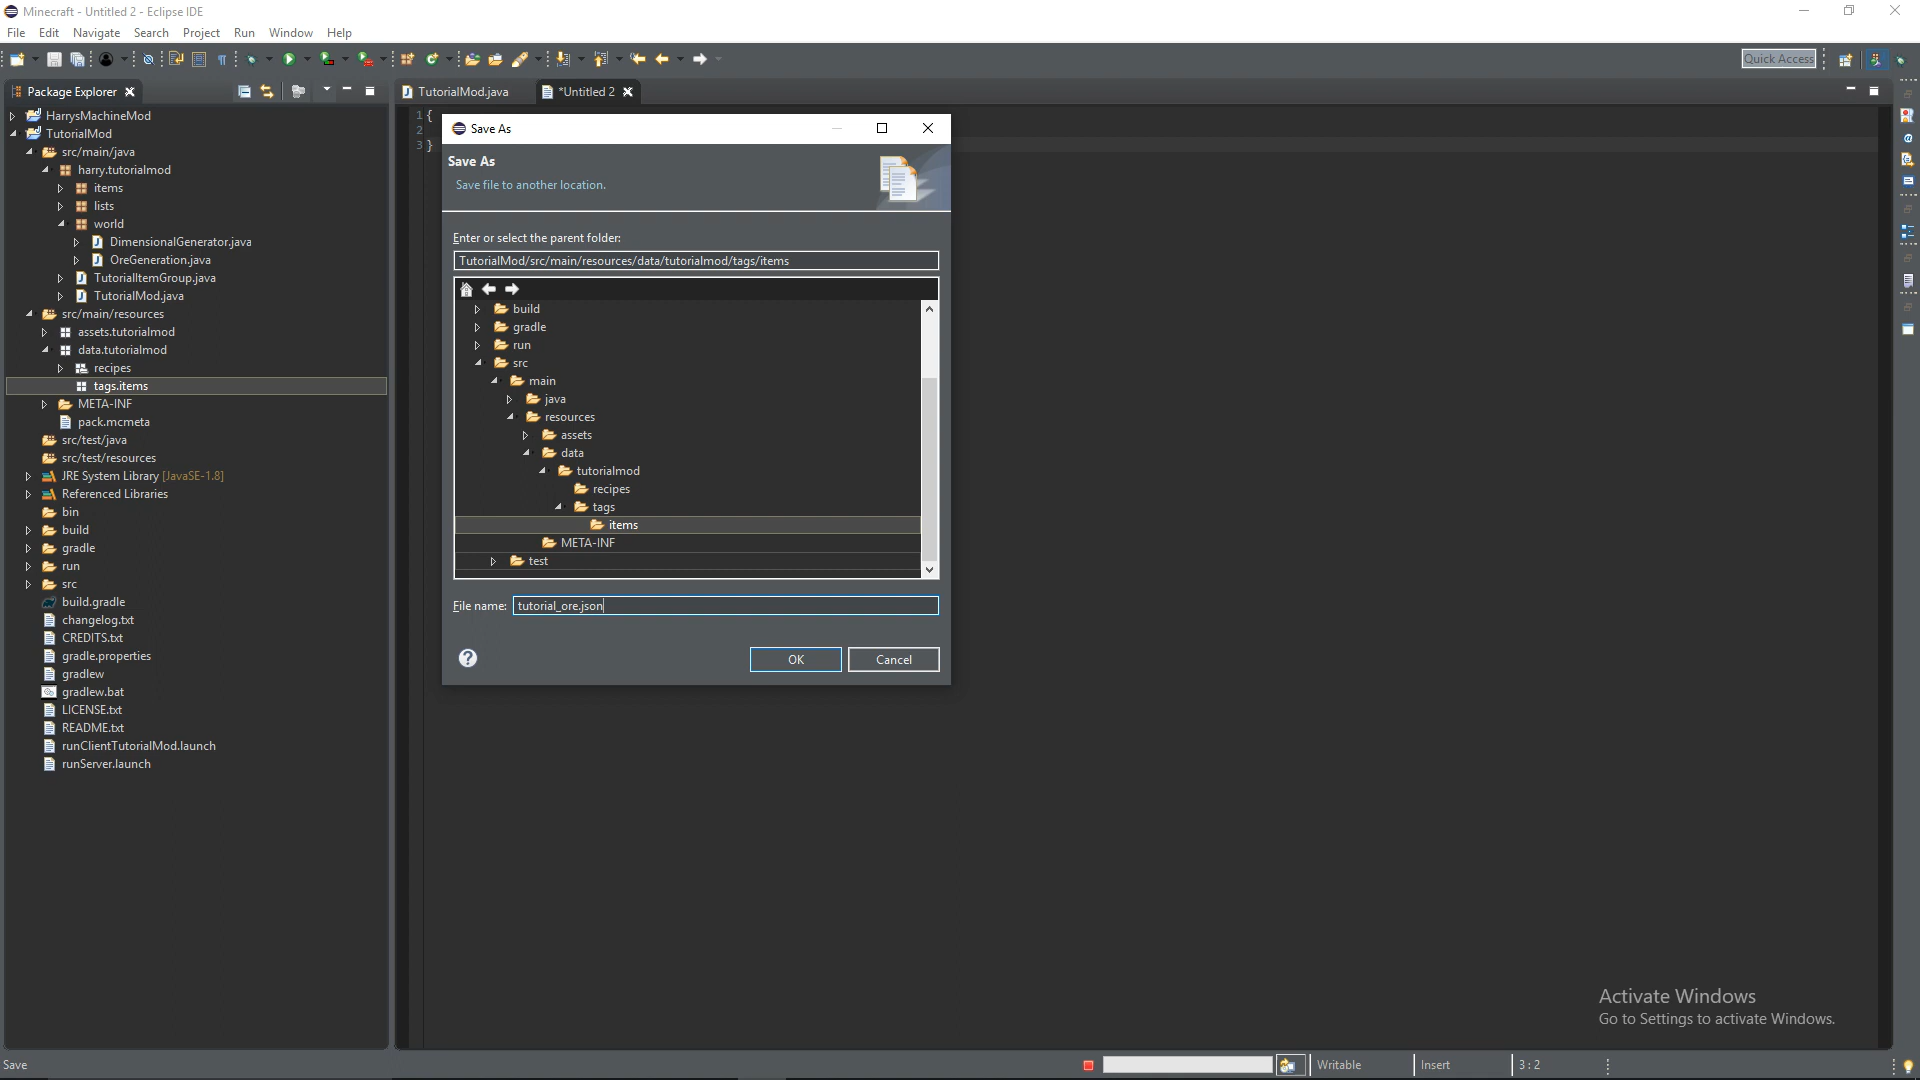 Minecraft - Untitled 2 - Eclipse IDE
File Edit Navigate Search Project Run Window Help
Quick Access
Package Explorer
TutorialMod.java
*Untitled 2
HarrysMachineMod
TutorialMod
src/main/java
harry.tutorialmod
items
lists
world
DimensionalGenerator.java
OreGeneration.java
TutorialItemGroup.java
TutorialMod.java
src/main/resources
assets.tutorialmod
data.tutorialmod
recipes
tags.items
META-INF
pack.mcmeta
src/test/java
src/test/resources
JRE System Library [JavaSE-1.8]
Referenced Libraries
bin
build
gradle
run
src
build.gradle
changelog.txt
CREDITS.txt
gradle.properties
gradlew
gradlew.bat
LICENSE.txt
README.txt
runClientTutorialMod.launch
runServer.launch
1 {
2
3 }
Save As
Save As
Save file to another location.
Enter or select the parent folder:
TutorialMod/src/main/resources/data/tutorialmod/tags/items
build
gradle
run
src
main
java
resources
assets
data
tutorialmod
recipes
tags
items
META-INF
test
File name: tutorial_ore.json
OK Cancel
Activate Windows
Go to Settings to activate Windows.
Save
Writable Insert 3 : 2